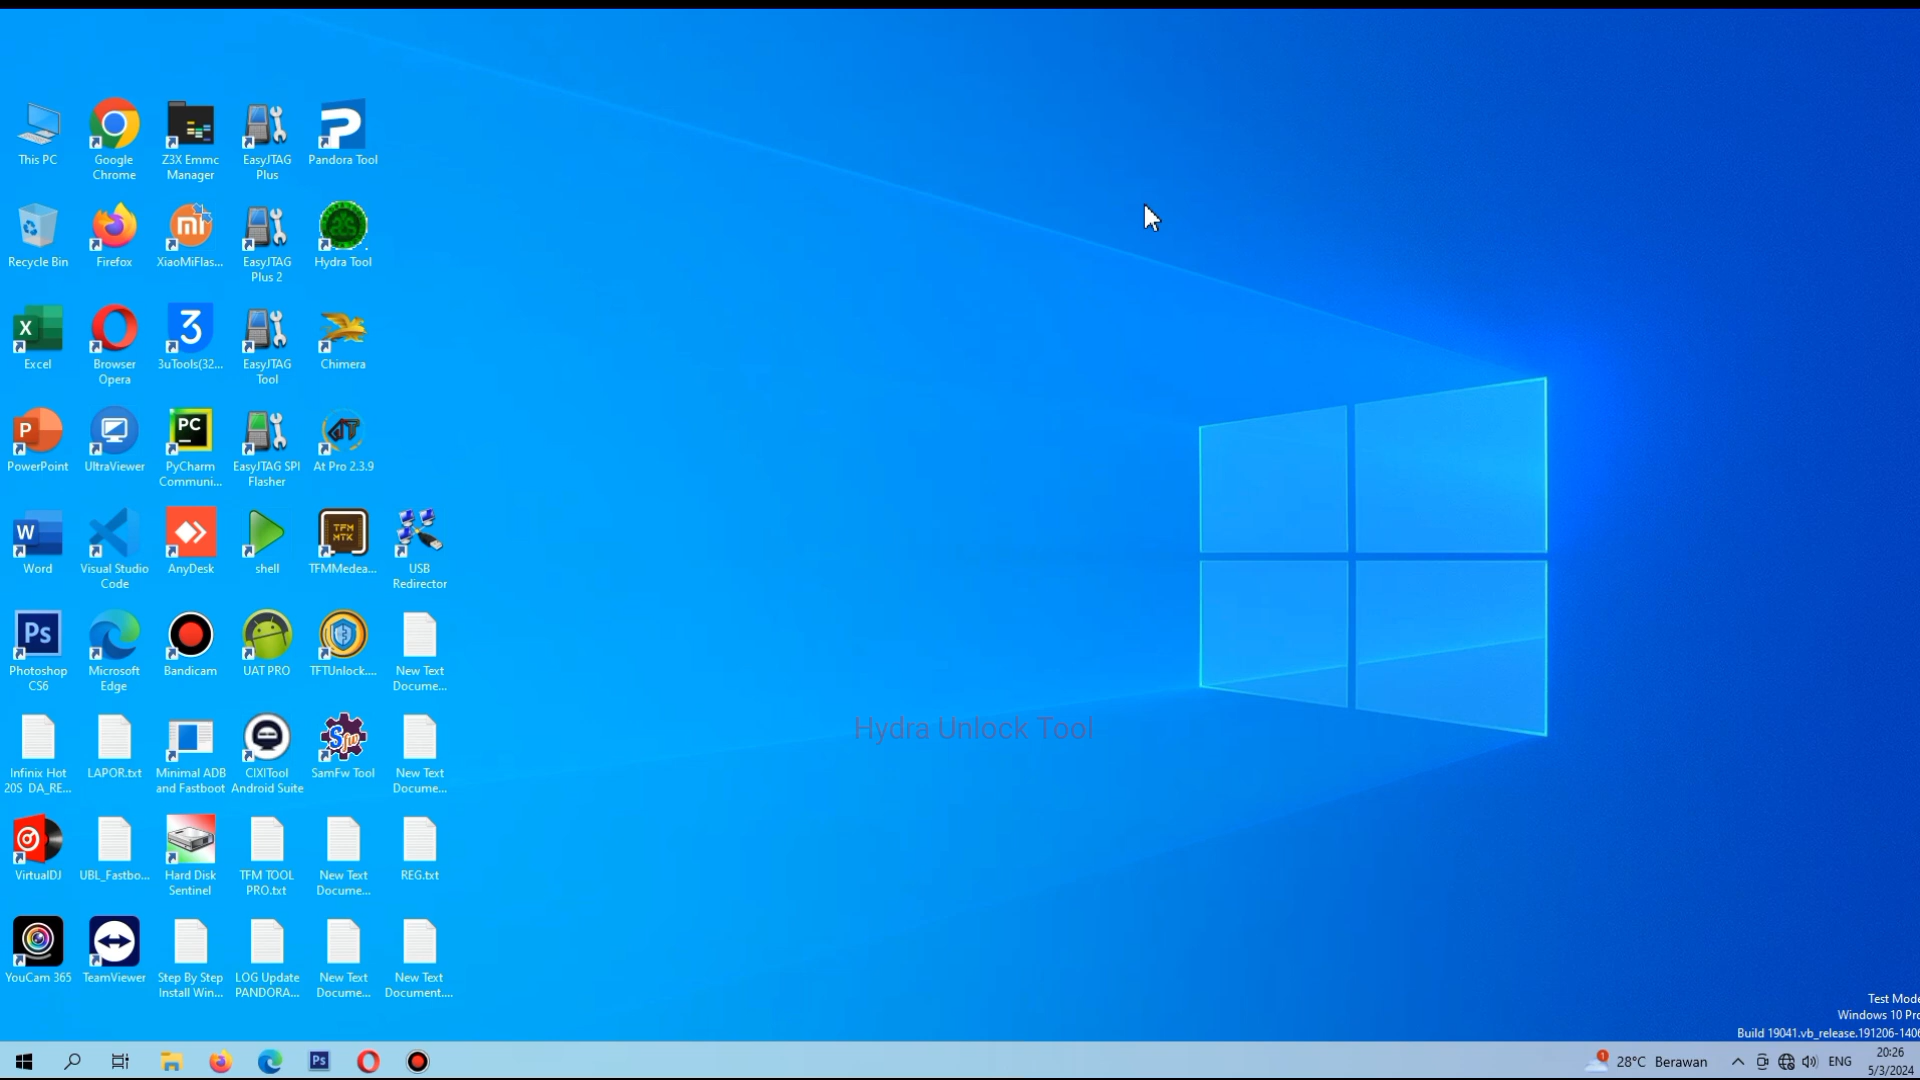 This PC
Google
Chrome
Z3X Emmc
Manager
EasyJTAG
Plus
Pandora Tool
Recycle Bin
Firefox
XiaoMiFlas...
EasyJTAG
Plus 2
Hydra Tool
Excel
Browser
Opera
3uTools(32...
EasyJTAG
Tool
Chimera
PowerPoint
UltraViewer
PyCharm
Communi...
EasyJTAG SPI
Flasher
At Pro 2.3.9
Word
Visual Studio
Code
AnyDesk
shell
TFMMedea...
USB
Redirector
Photoshop
CS6
Microsoft
Edge
Bandicam
UAT PRO
TFTUnlock....
New Text
Docume...
Infinix Hot
20S DA_RE...
LAPOR.txt
Minimal ADB
and Fastboot
CIXITool
Android Suite
SamFw Tool
New Text
Docume...
Hydra Unlock Tool
VirtualDJ
UBL_Fastbo...
Hard Disk
Sentinel
TFM TOOL
PRO.txt
New Text
Docume...
REG.txt
YouCam 365
TeamViewer
Step By Step
Install Win...
LOG Update
PANDORA...
New Text
Docume...
New Text
Document....
Test Mode
Windows 10 Pro
Build 19041.vb_release.191206-1406
28°C Berawan
ENG
20:26
5/3/2024